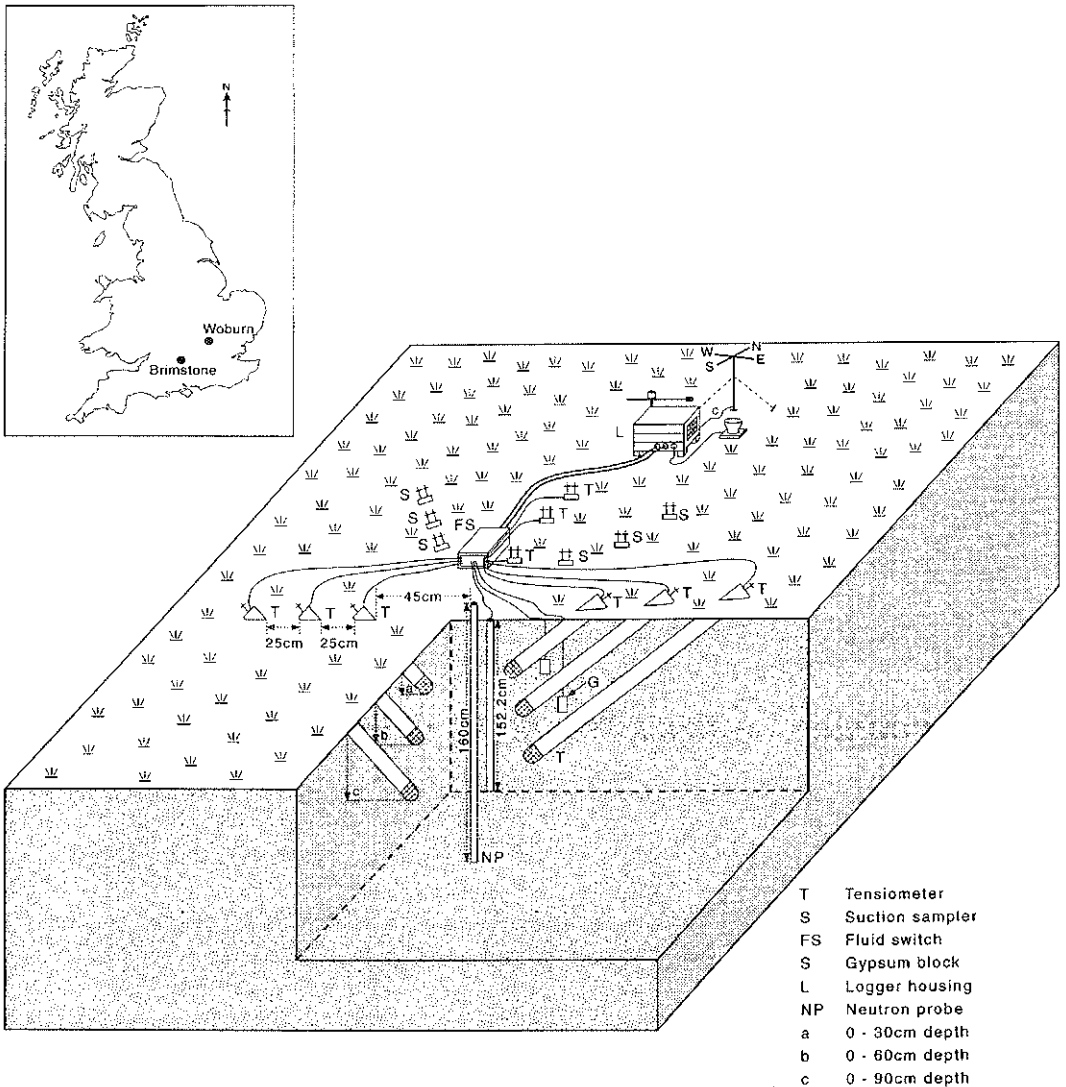 N
Woburn
Brimstone
W N
S E
c
L
S T
S FS T S
S T S S
45cm
T T T T T T
25cm 25cm
G
a
160cm
152.2cm
b
T
c
NP
T Tensiometer
S Suction sampler
FS Fluid switch
S Gypsum block
L Logger housing
NP Neutron probe
a 0 - 30cm depth
b 0 - 60cm depth
c 0 - 90cm depth